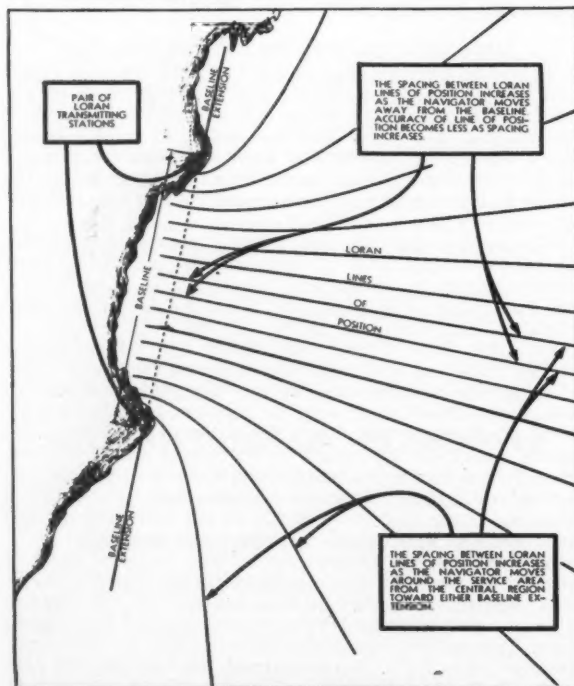 PAIR OF
LORAN
TRANSMITTING
STATIONS
BASELINE
EXTENSION
THE SPACING BETWEEN LORAN
LINES OF POSITION INCREASES
AS THE NAVIGATOR MOVES
AWAY FROM THE BASELINE.
ACCURACY OF LINE OF POSI-
TION BECOMES LESS AS SPACING
INCREASES.
BASELINE
LORAN
LINES
OF
POSITION
BASELINE
EXTENSION
THE SPACING BETWEEN LORAN
LINES OF POSITION INCREASES
AS THE NAVIGATOR MOVES
AROUND THE SERVICE AREA
FROM THE CENTRAL REGION
TOWARD EITHER BASELINE EX-
TENSION.